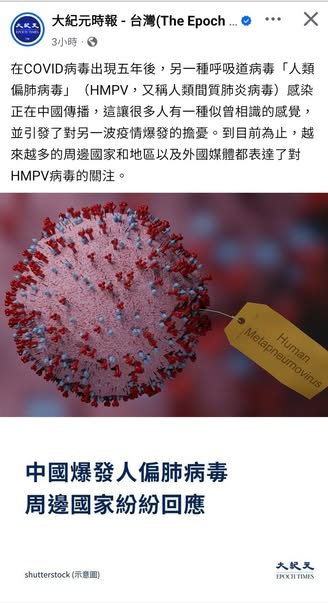 大紀元時報 - 台灣(The Epoch ...
3小時 ·
在COVID病毒出現五年後，另一種呼吸道病毒「人類
偏肺病毒」（HMPV，又稱人類間質肺炎病毒）感染
正在中國傳播，這讓很多人有一種似曾相識的感覺，
並引發了對另一波疫情爆發的擔憂。到目前為止，越
來越多的周邊國家和地區以及外國媒體都表達了對
HMPV病毒的關注。
Human
Metapneumovirus
中國爆發人偏肺病毒
周邊國家紛紛回應
shutterstock (示意圖)
大紀元
EPOCH TIMES